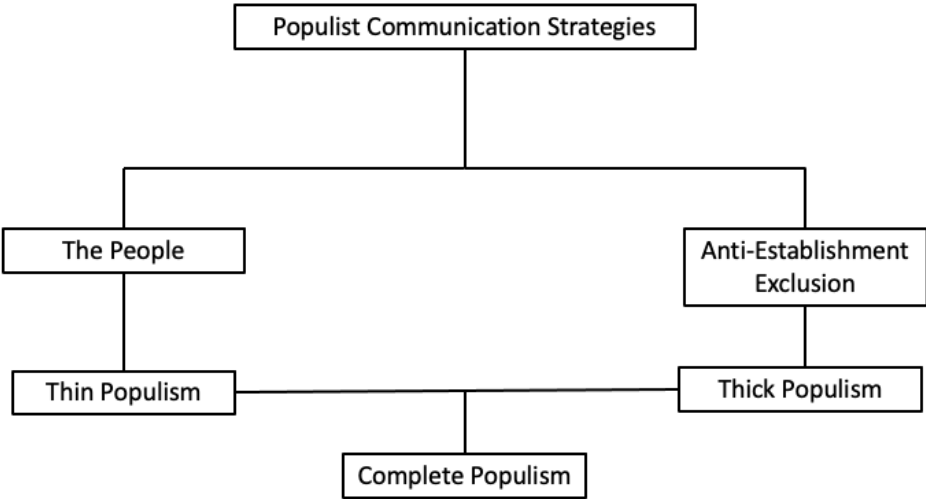 Populist Communication Strategies
The People
Anti-Establishment
Exclusion
Thin Populism
Thick Populism
Complete Populism